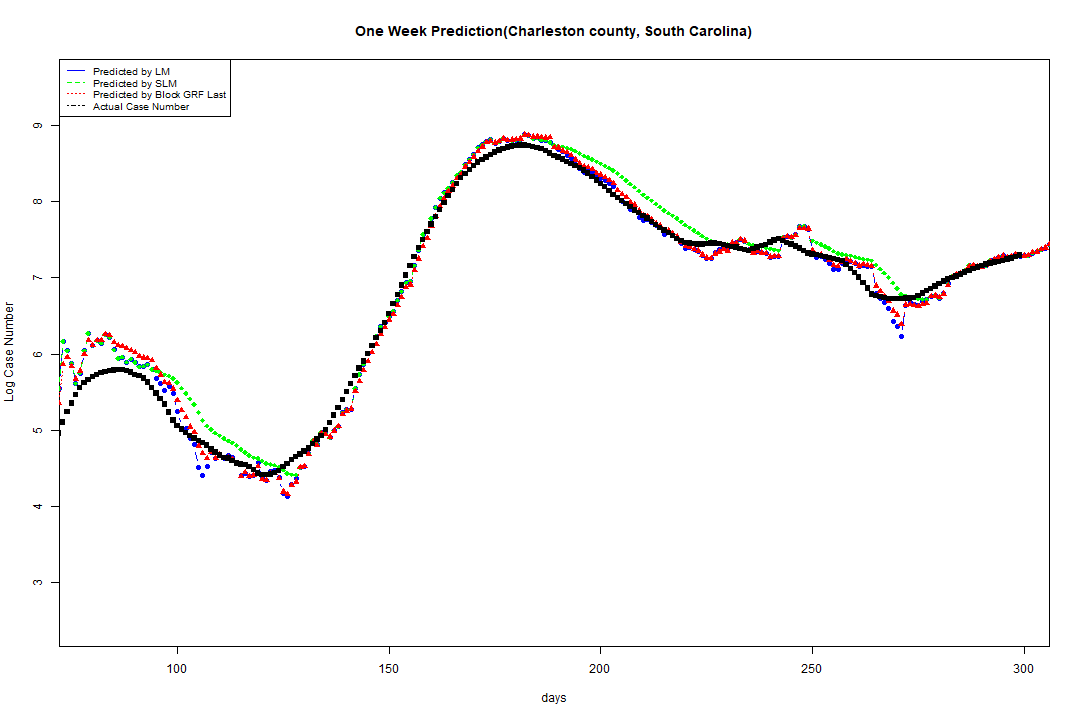 One Week Prediction(Charleston county, South Carolina)
Predicted by LM
Predicted by SLM
Predicted by Block GRF Last
Actual Case Number
Log Case Number
9
8
7
6
5
4
3
100 150 200 250 300
days